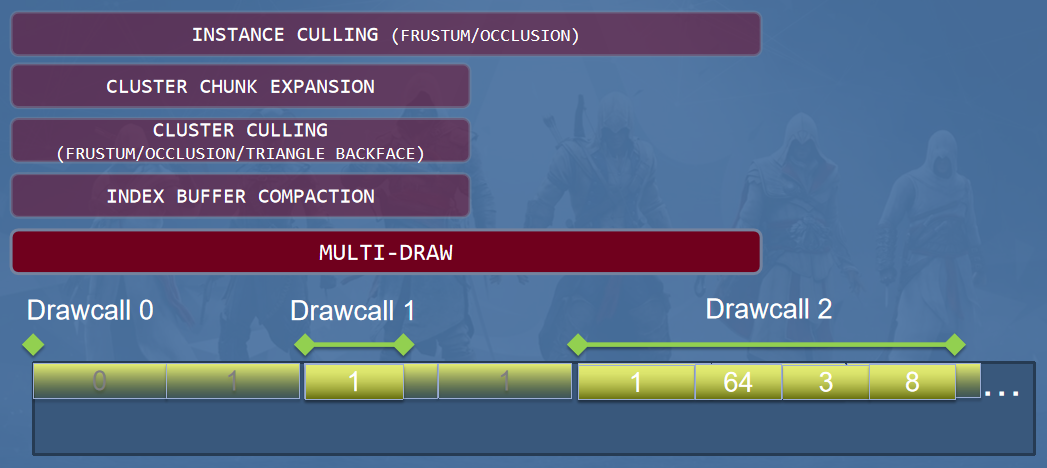 INSTANCE CULLING (FRUSTUM/OCCLUSION)
CLUSTER CHUNK EXPANSION
CLUSTER CULLING
(FRUSTUM/OCCLUSION/TRIANGLE BACKFACE)
INDEX BUFFER COMPACTION
MULTI-DRAW
Drawcall 0 Drawcall 1 Drawcall 2
0 1 1 1 1 64 3 8 ...